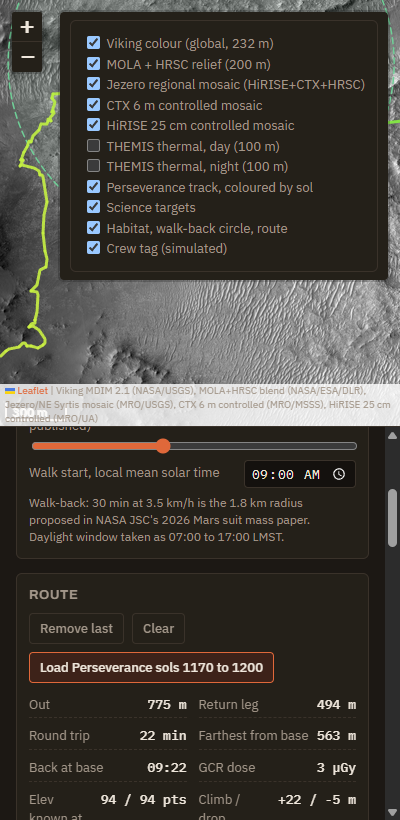 +
−
Viking colour (global, 232 m)
MOLA + HRSC relief (200 m)
Jezero regional mosaic (HiRISE+CTX+HRSC)
CTX 6 m controlled mosaic
HiRISE 25 cm controlled mosaic
THEMIS thermal, day (100 m)
THEMIS thermal, night (100 m)
Perseverance track, coloured by sol
Science targets
Habitat, walk-back circle, route
Crew tag (simulated)
Leaflet | Viking MDIM 2.1 (NASA/USGS), MOLA+HRSC blend (NASA/ESA/DLR),
Jezero/NE Syrtis mosaic (MRO/USGS), CTX 6 m controlled (MRO/MSSS), HiRISE 25 cm
controlled (MRO/UA)
published)
Walk start, local mean solar time 09:00 AM
Walk-back: 30 min at 3.5 km/h is the 1.8 km radius
proposed in NASA JSC's 2026 Mars suit mass paper.
Daylight window taken as 07:00 to 17:00 LMST.
ROUTE
Remove last Clear
Load Perseverance sols 1170 to 1200
Out 775 m Return leg 494 m
Round trip 22 min Farthest from base 563 m
Back at base 09:22 GCR dose 3 µGy
Elev 94 / 94 pts Climb / +22 / -5 m
known at drop